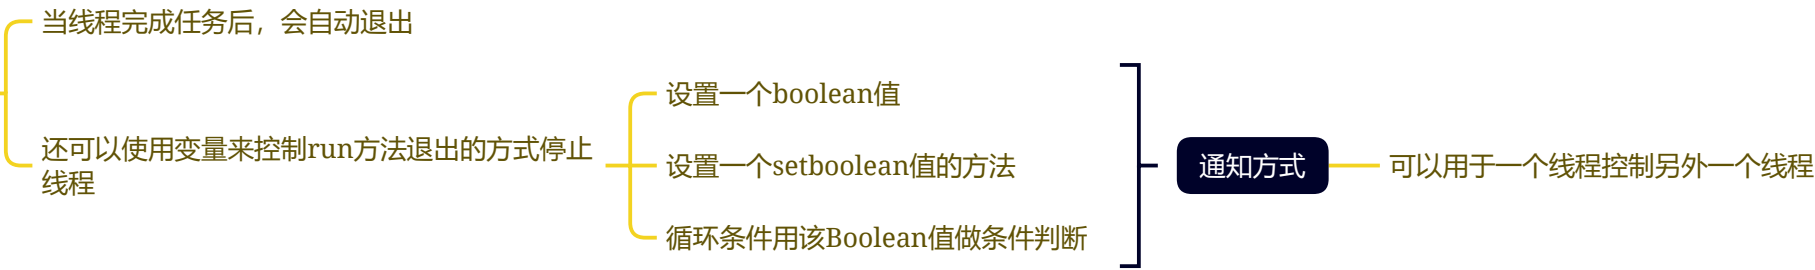 当线程完成任务后，会自动退出
还可以使用变量来控制run方法退出的方式停止
线程
设置一个boolean值
设置一个setboolean值的方法
循环条件用该Boolean值做条件判断
通知方式
可以用于一个线程控制另外一个线程